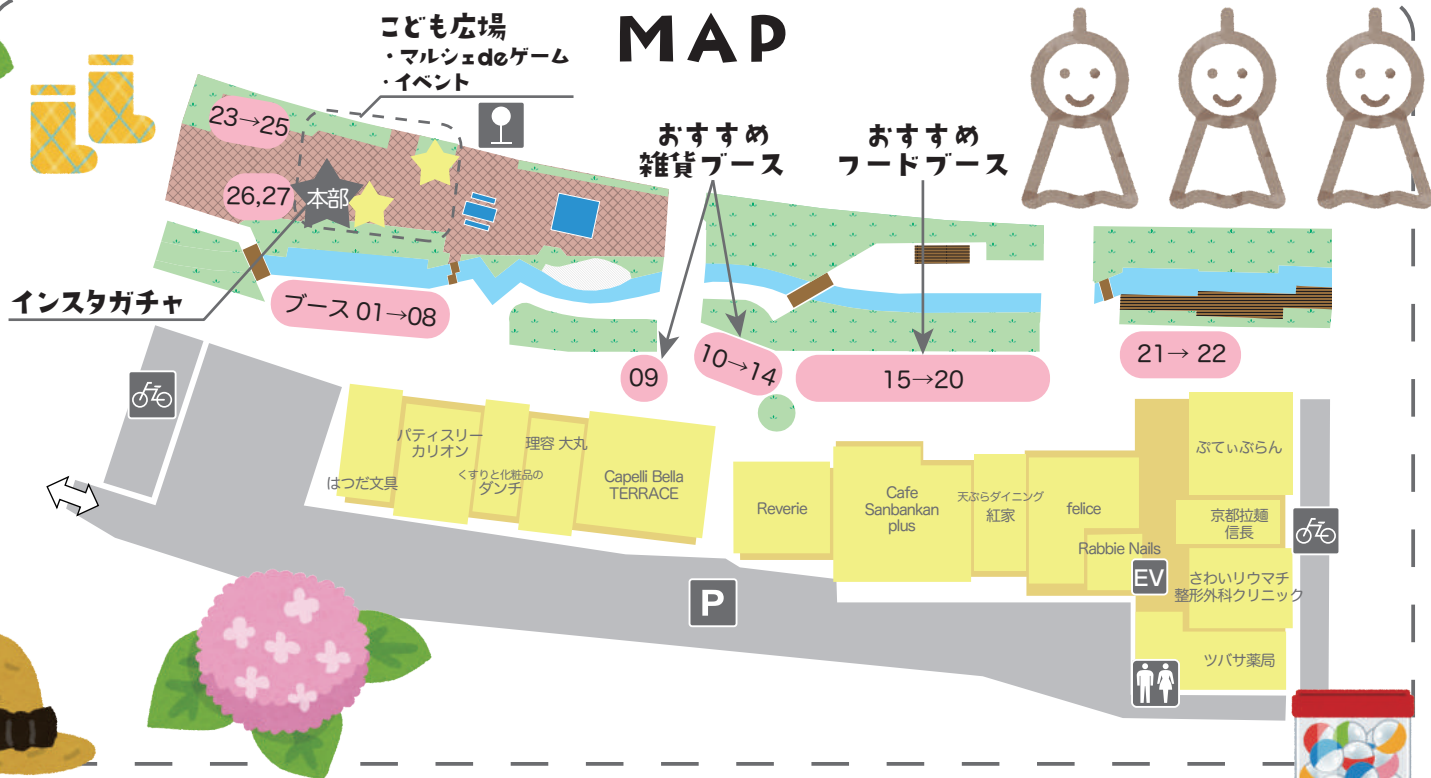 MAP
こども広場
・マルシェdeゲーム
・イベント
23→25
26,27
本部
インスタガチャ
ブース 01→08
おすすめ
雑貨ブース
おすすめ
フードブース
09
10→14
15→20
21→ 22
はつだ文具
パティスリー
カリオン
くすりと化粧品の
ダンチ
理容 大丸
Capelli Bella
TERRACE
Reverie
Cafe
Sanbankan
plus
天ぷらダイニング
紅家
felice
Rabbie Nails
EV
ぷてぃぶらん
京都拉麺
信長
さわいリウマチ
整形外科クリニック
ツバサ薬局
P